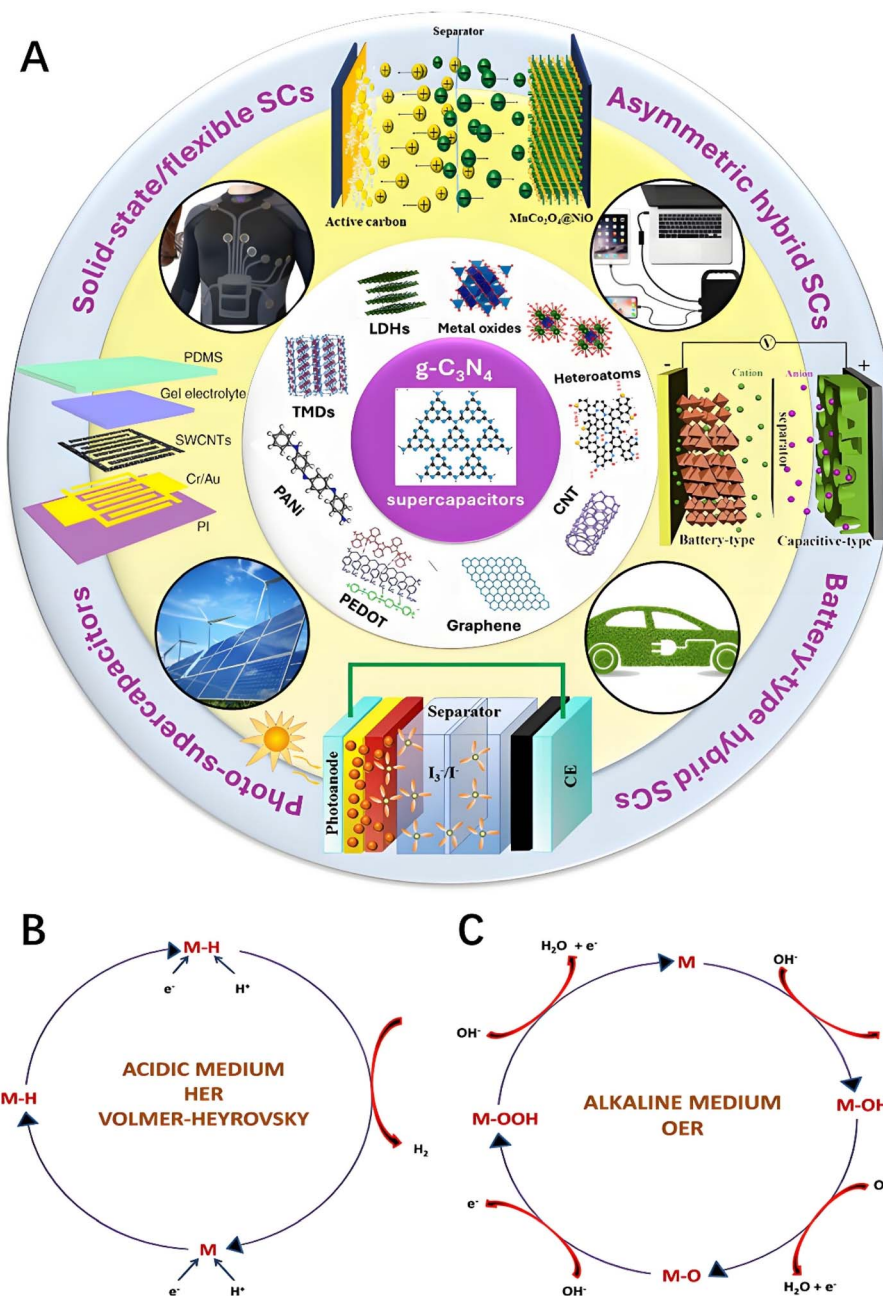 A
Separator
Solid-state/flexible SCs
Asymmetric hybrid SCs
Active carbon
MnCo₂O₄@NiO
LDHs
Metal oxides
TMDs
g-C₃N₄
Heteroatoms
supercapacitors
PANi
CNT
PEDOT
Graphene
PDMS
Gel electrolyte
SWCNTs
Cr/Au
PI
V
-
+
Cation
Anion
separator
Battery-type
Capacitive-type
Photo-supercapacitors
Battery-type hybrid SCs
Photoanode
Separator
I₃⁻/I⁻
CE
B
M-H
e⁻
H⁺
ACIDIC MEDIUM
HER
VOLMER-HEYROVSKY
M-H
H₂
M
e⁻
H⁺
C
H₂O + e⁻
M
OH⁻
OH⁻
M-OOH
ALKALINE MEDIUM
OER
M-OH
e⁻
OH⁻
M-O
H₂O + e⁻